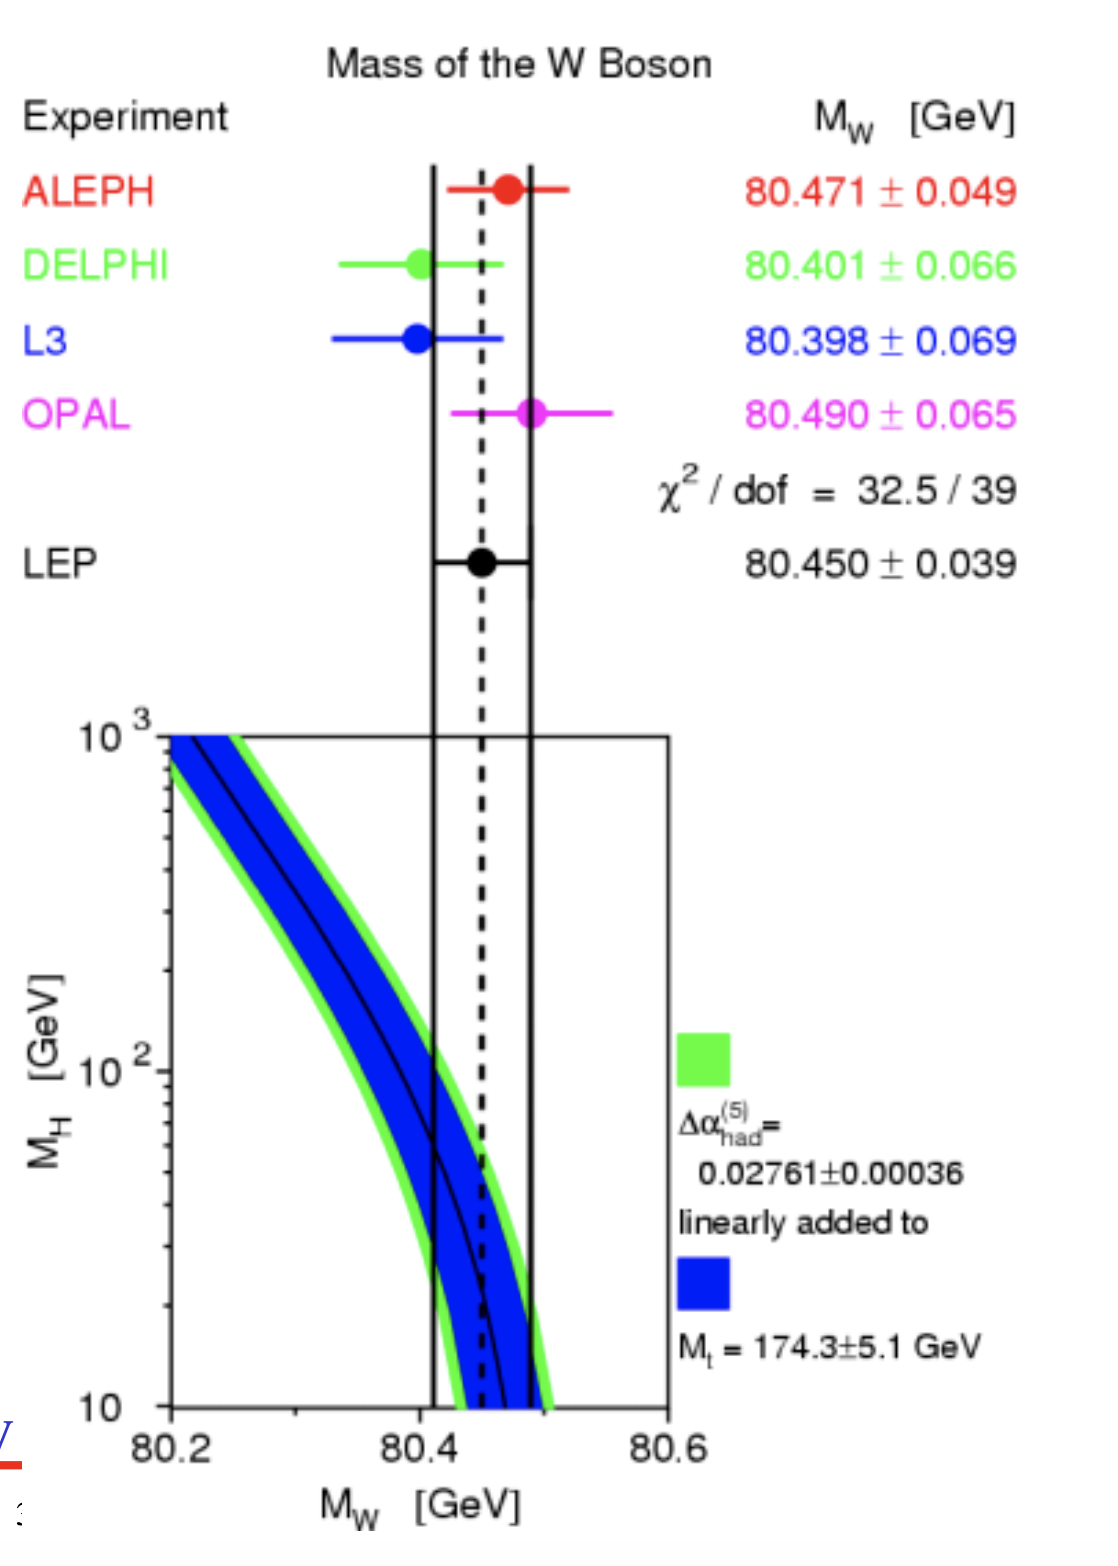 Mass of the W Boson
Experiment M_W [GeV]
ALEPH 80.471 ± 0.049
DELPHI 80.401 ± 0.066
L3 80.398 ± 0.069
OPAL 80.490 ± 0.065
χ² / dof = 32.5 / 39
LEP 80.450 ± 0.039
10³
10²
10
M_H [GeV]
80.2 80.4 80.6
M_W [GeV]
Δα_had^(5)=
0.02761±0.00036
linearly added to
M_t = 174.3±5.1 GeV